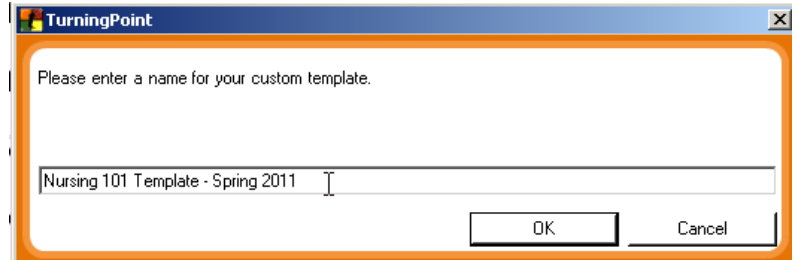 TurningPoint
Please enter a name for your custom template.
Nursing 101 Template - Spring 2011
OK Cancel